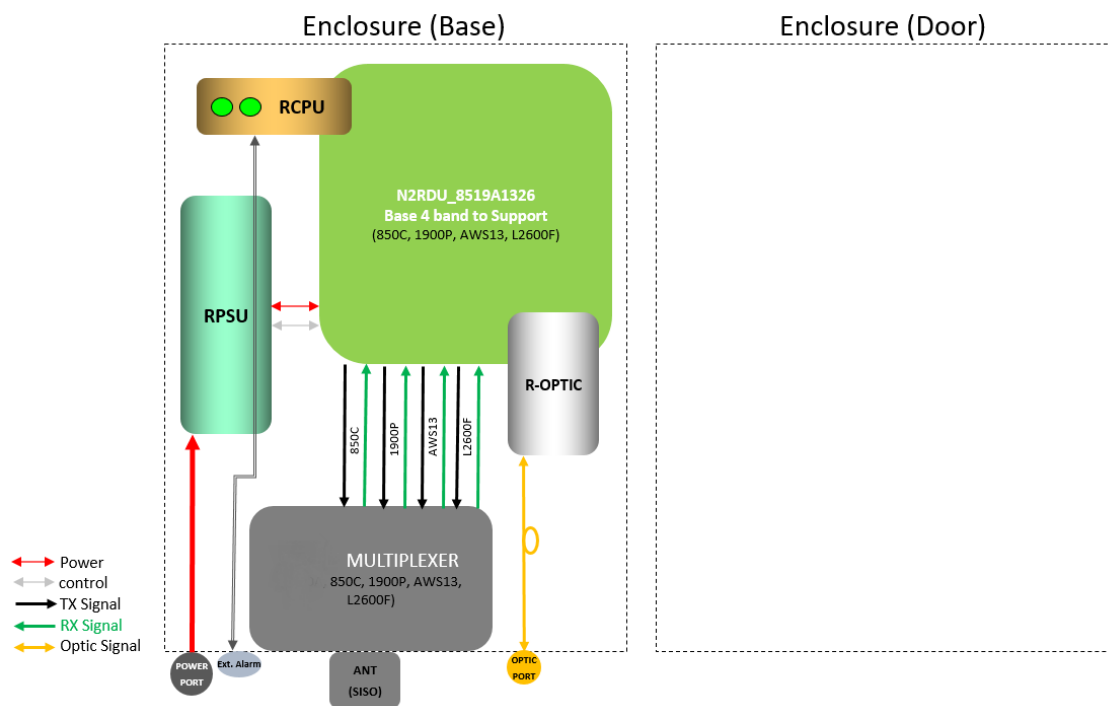 Enclosure (Base)
Enclosure (Door)
RCPU
N2RDU_8519A1326
Base 4 band to Support
(850C, 1900P, AWS13, L2600F)
RPSU
R-OPTIC
850C
1900P
AWS13
L2600F
MULTIPLEXER
850C, 1900P, AWS13,
L2600F)
Power
control
TX Signal
RX Signal
Optic Signal
POWER
PORT
Ext. Alarm
ANT
(SISO)
OPTIC
PORT